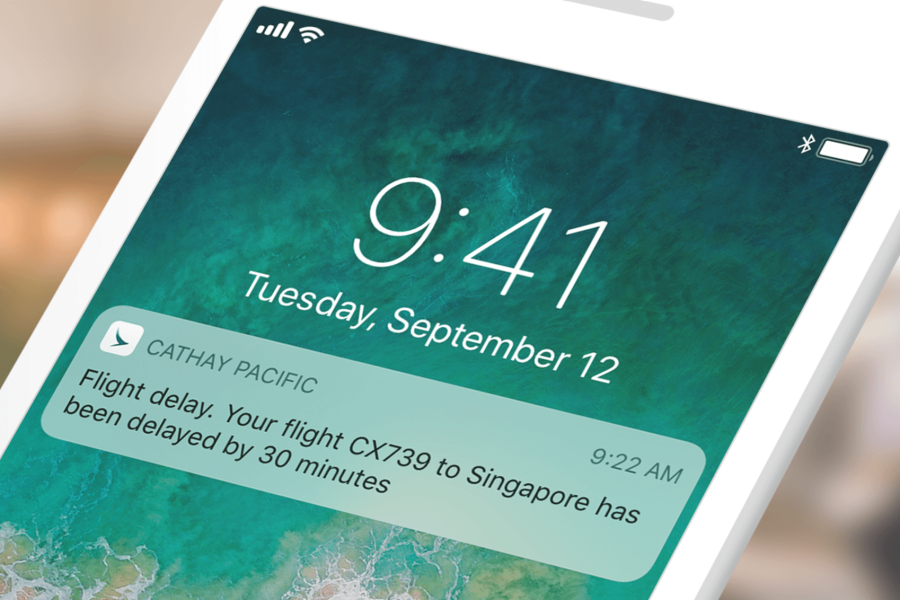 9:41
Tuesday, September 12
CATHAY PACIFIC
9:22 AM
Flight delay. Your flight CX739 to Singapore has
been delayed by 30 minutes